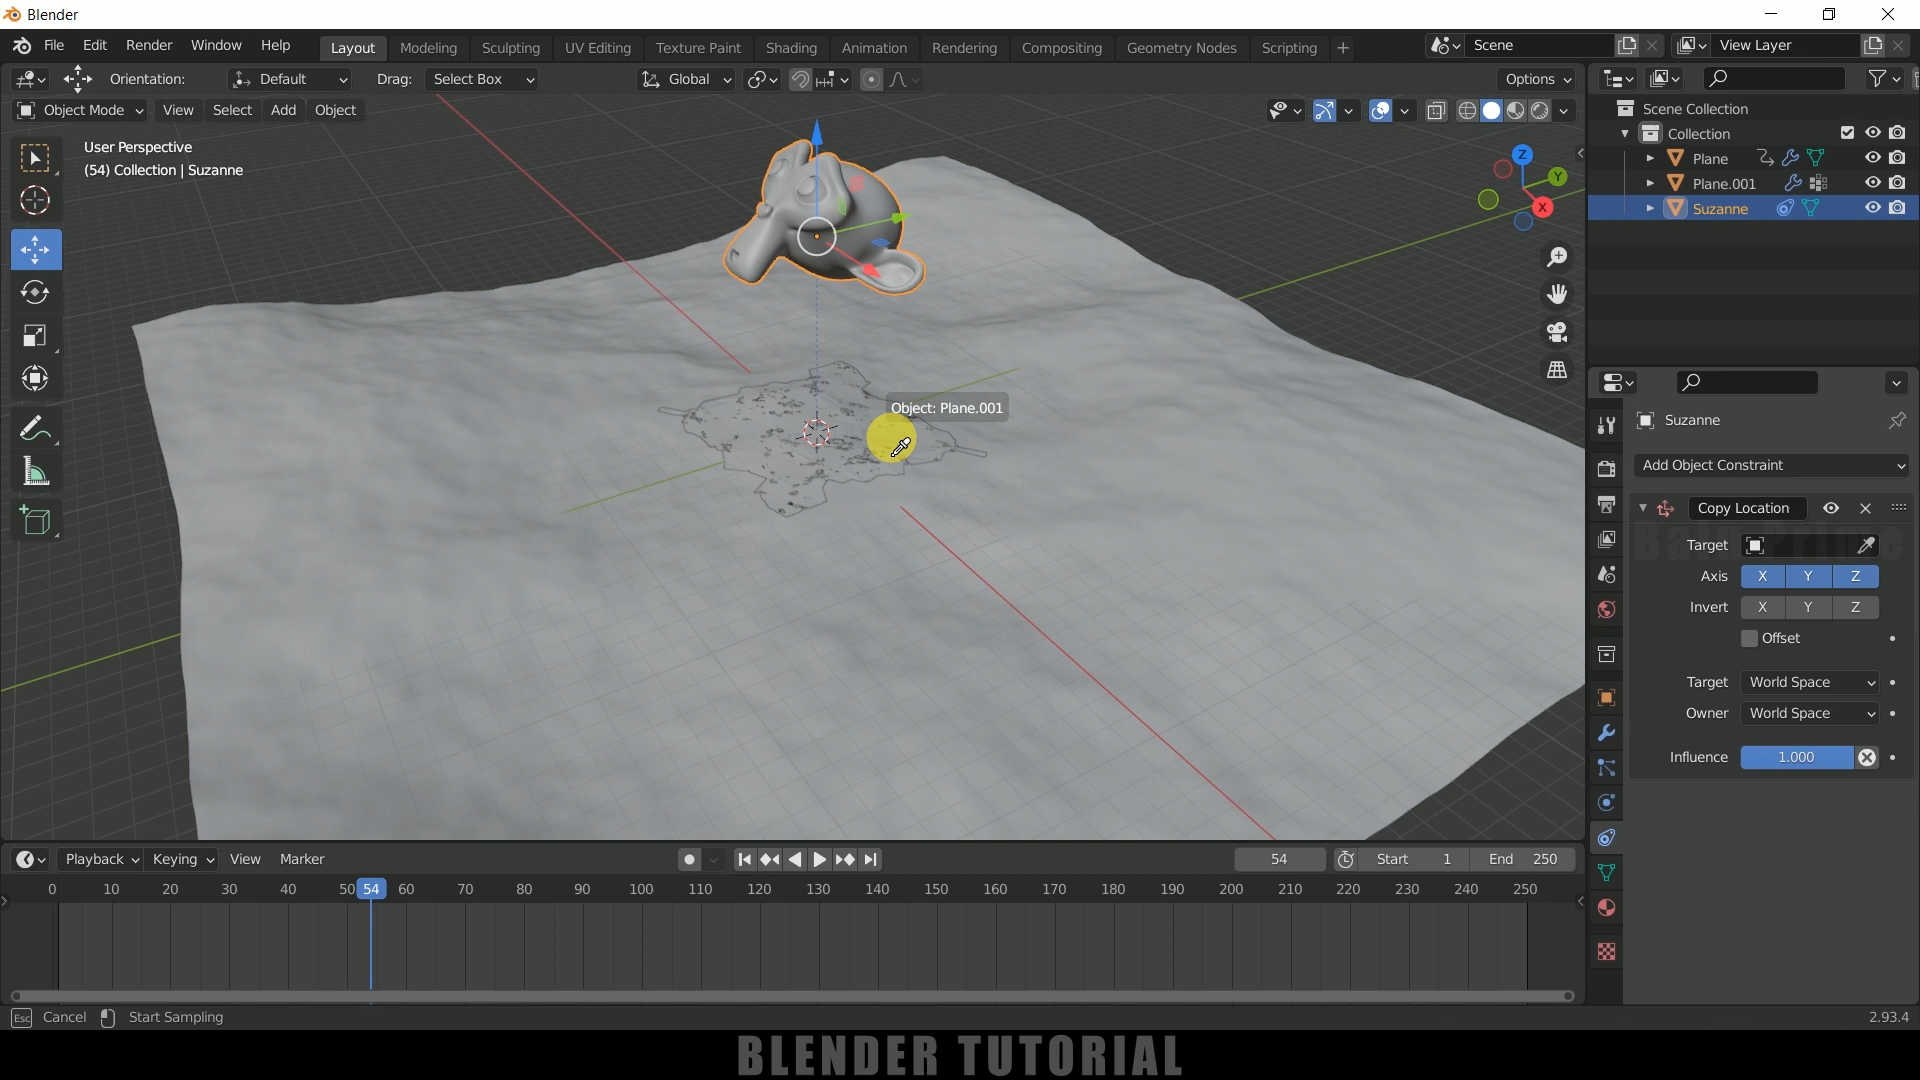 Blender
File Edit Render Window Help
Layout Modeling Sculpting UV Editing Texture Paint Shading Animation Rendering Compositing Geometry Nodes Scripting +
Scene
View Layer
Orientation: Default Drag: Select Box
Global
Options
Object Mode View Select Add Object
User Perspective
(54) Collection | Suzanne
Z
Y
X
Object: Plane.001
Scene Collection
Collection
Plane
Plane.001
Suzanne
Suzanne
Add Object Constraint
Copy Location
Target
Axis X Y Z
Invert X Y Z
Offset
Target World Space
Owner World Space
Influence 1.000
Playback Keying View Marker
54 Start 1 End 250
0 10 20 30 40 50 54 60 70 80 90 100 110 120 130 140 150 160 170 180 190 200 210 220 230 240 250
Esc Cancel Start Sampling
2.93.4
BLENDER TUTORIAL